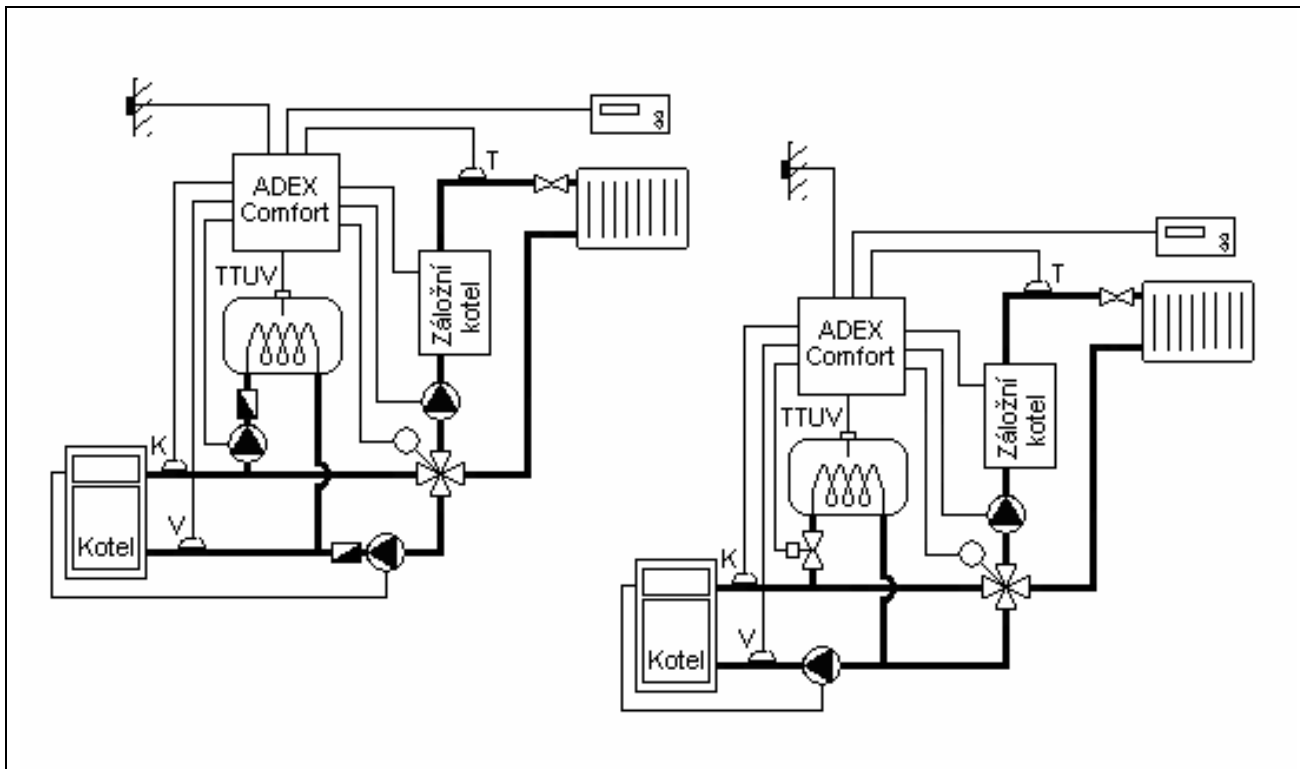 T
ADEX
Comfort
TTUV
Záložní
kotel
K
V
Kotel
T
ADEX
Comfort
TTUV
Záložní
kotel
K
V
Kotel